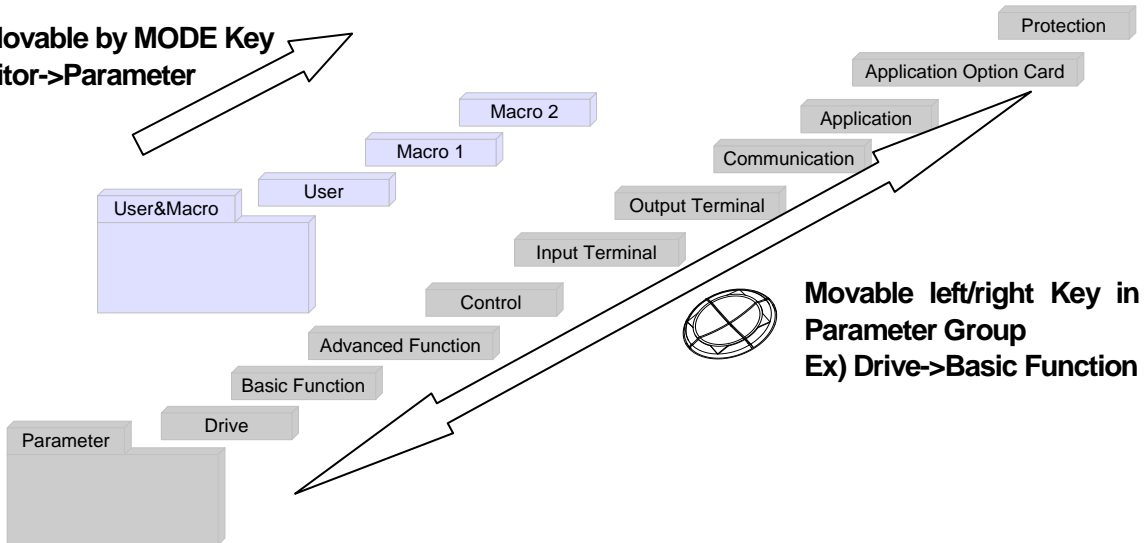 ovable by MODE Key
itor->Parameter
Protection
Application Option Card
Macro 2
Application
Macro 1
Communication
User
User&Macro
Output Terminal
Input Terminal
Movable left/right Key in
Parameter Group
Ex) Drive->Basic Function
Control
Advanced Function
Basic Function
Drive
Parameter